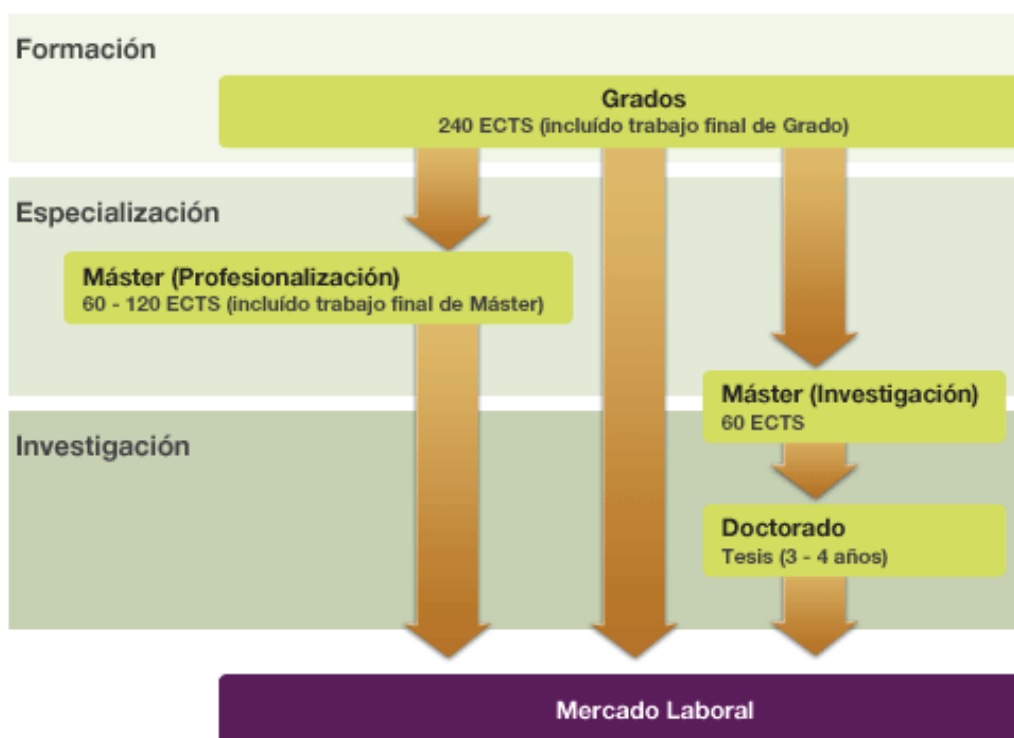 Formación
Grados
240 ECTS (incluído trabajo final de Grado)
Especialización
Máster (Profesionalización)
60 - 120 ECTS (incluído trabajo final de Máster)
Máster (Investigación)
60 ECTS
Investigación
Doctorado
Tesis (3 - 4 años)
Mercado Laboral